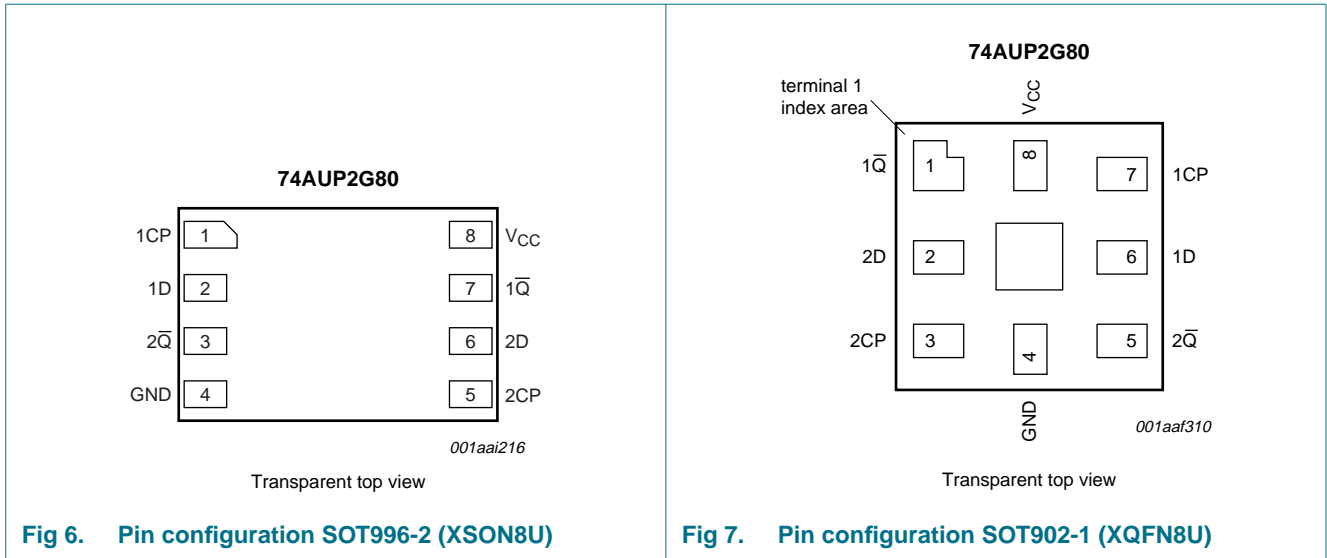 74AUP2G80
1CP 1 8 VCC
1D 2 7 1Q̅
2Q̅ 3 6 2D
GND 4 5 2CP
001aai216
Transparent top view
Fig 6. Pin configuration SOT996-2 (XSON8U)
74AUP2G80
terminal 1
index area
VCC
1Q̅ 1 8 7 1CP
2D 2 6 1D
2CP 3 4 5 2Q̅
GND
001aaf310
Transparent top view
Fig 7. Pin configuration SOT902-1 (XQFN8U)